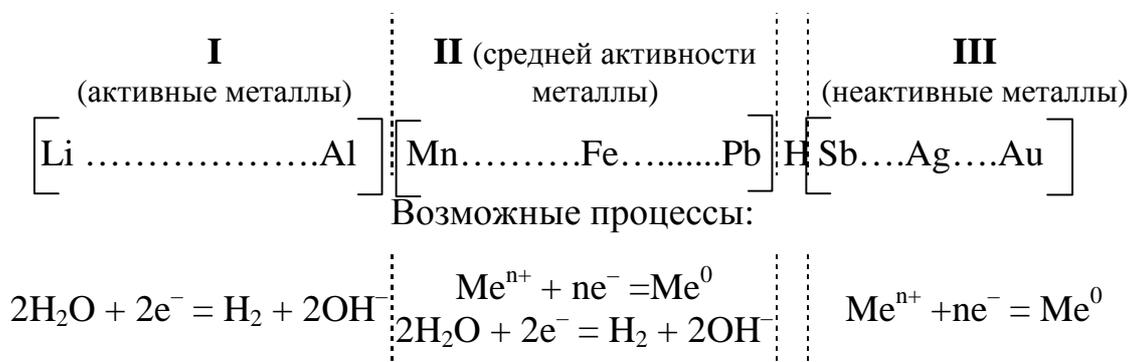 I II (средней активности III
(активные металлы) металлы) (неактивные металлы)
Li ………………….Al Mn……….Fe….......Pb H Sb….Ag….Au
Возможные процессы:
Meⁿ⁺ + ne⁻ =Me⁰
2H₂O + 2e⁻ = H₂ + 2OH⁻ 2H₂O + 2e⁻ = H₂ + 2OH⁻ Meⁿ⁺ +ne⁻ = Me⁰